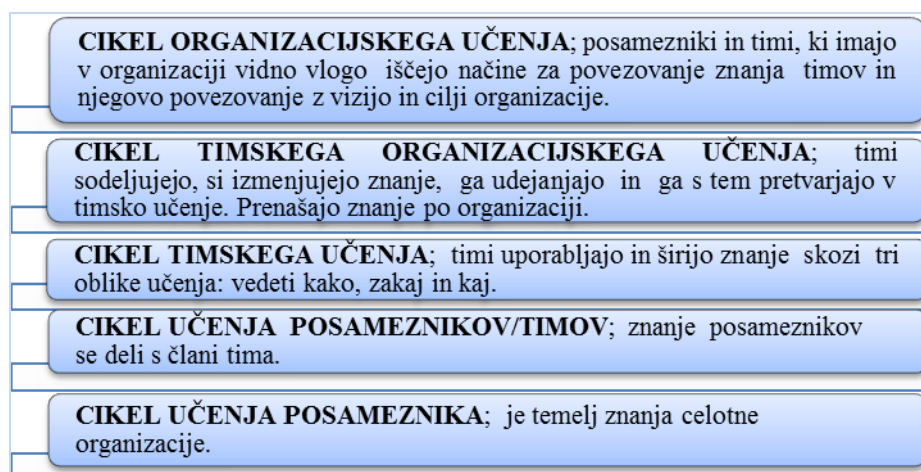 CIKEL ORGANIZACIJSKEGA UČENJA; posamezniki in timi, ki imajo
v organizaciji vidno vlogo iščejo načine za povezovanje znanja timov in
njegovo povezovanje z vizijo in cilji organizacije.
CIKEL TIMSKEGA ORGANIZACIJSKEGA UČENJA; timi
sodelujejo, si izmenjujejo znanje, ga udejanjajo in ga s tem pretvarjajo v
timsko učenje. Prenašajo znanje po organizaciji.
CIKEL TIMSKEGA UČENJA; timi uporabljajo in širijo znanje skozi tri
oblike učenja: vedeti kako, zakaj in kaj.
CIKEL UČENJA POSAMEZNIKOV/TIMOV; znanje posameznikov
se deli s člani tima.
CIKEL UČENJA POSAMEZNIKA; je temelj znanja celotne
organizacije.